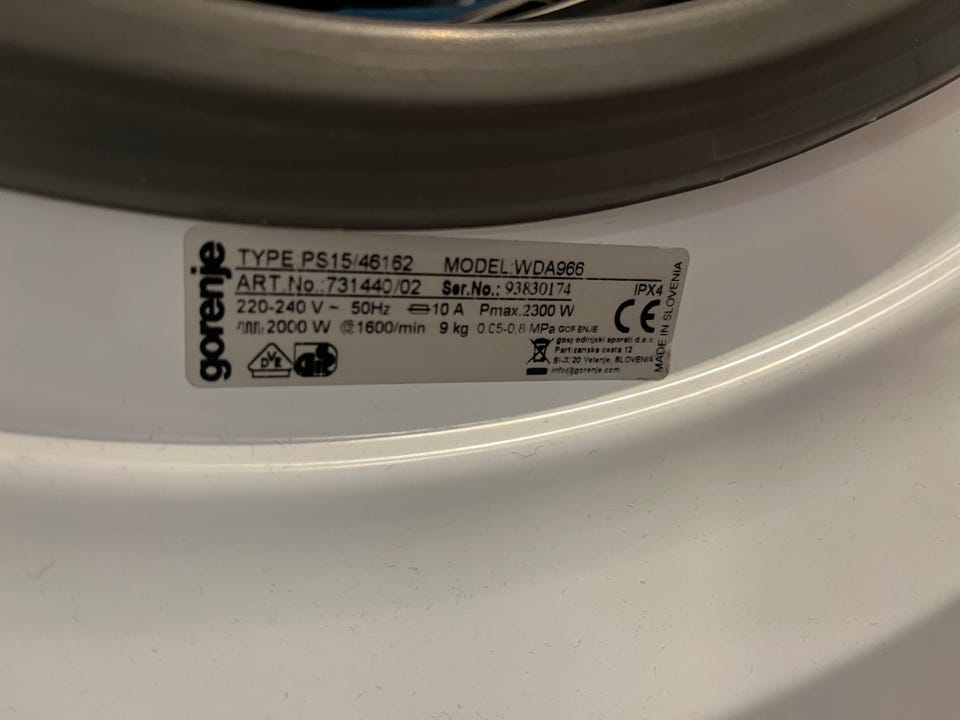 gorenje
TYPE:PS15/46162 MODEL:WDA966
ART.No.:731440/02 Ser.No.: 93830174
220-240 V ~ 50Hz 10 A Pmax.2300 W IPX4
2000 W 1600/min 9 kg 0.05-0,8 MPa GORENJE
gospodinjski aparati d.o.o.
Partizanska cesta 12
SI-3320 Velenje, SLOVENIA
info@gorenje.com
CE
MADE IN SLOVENIA
DVE
GS